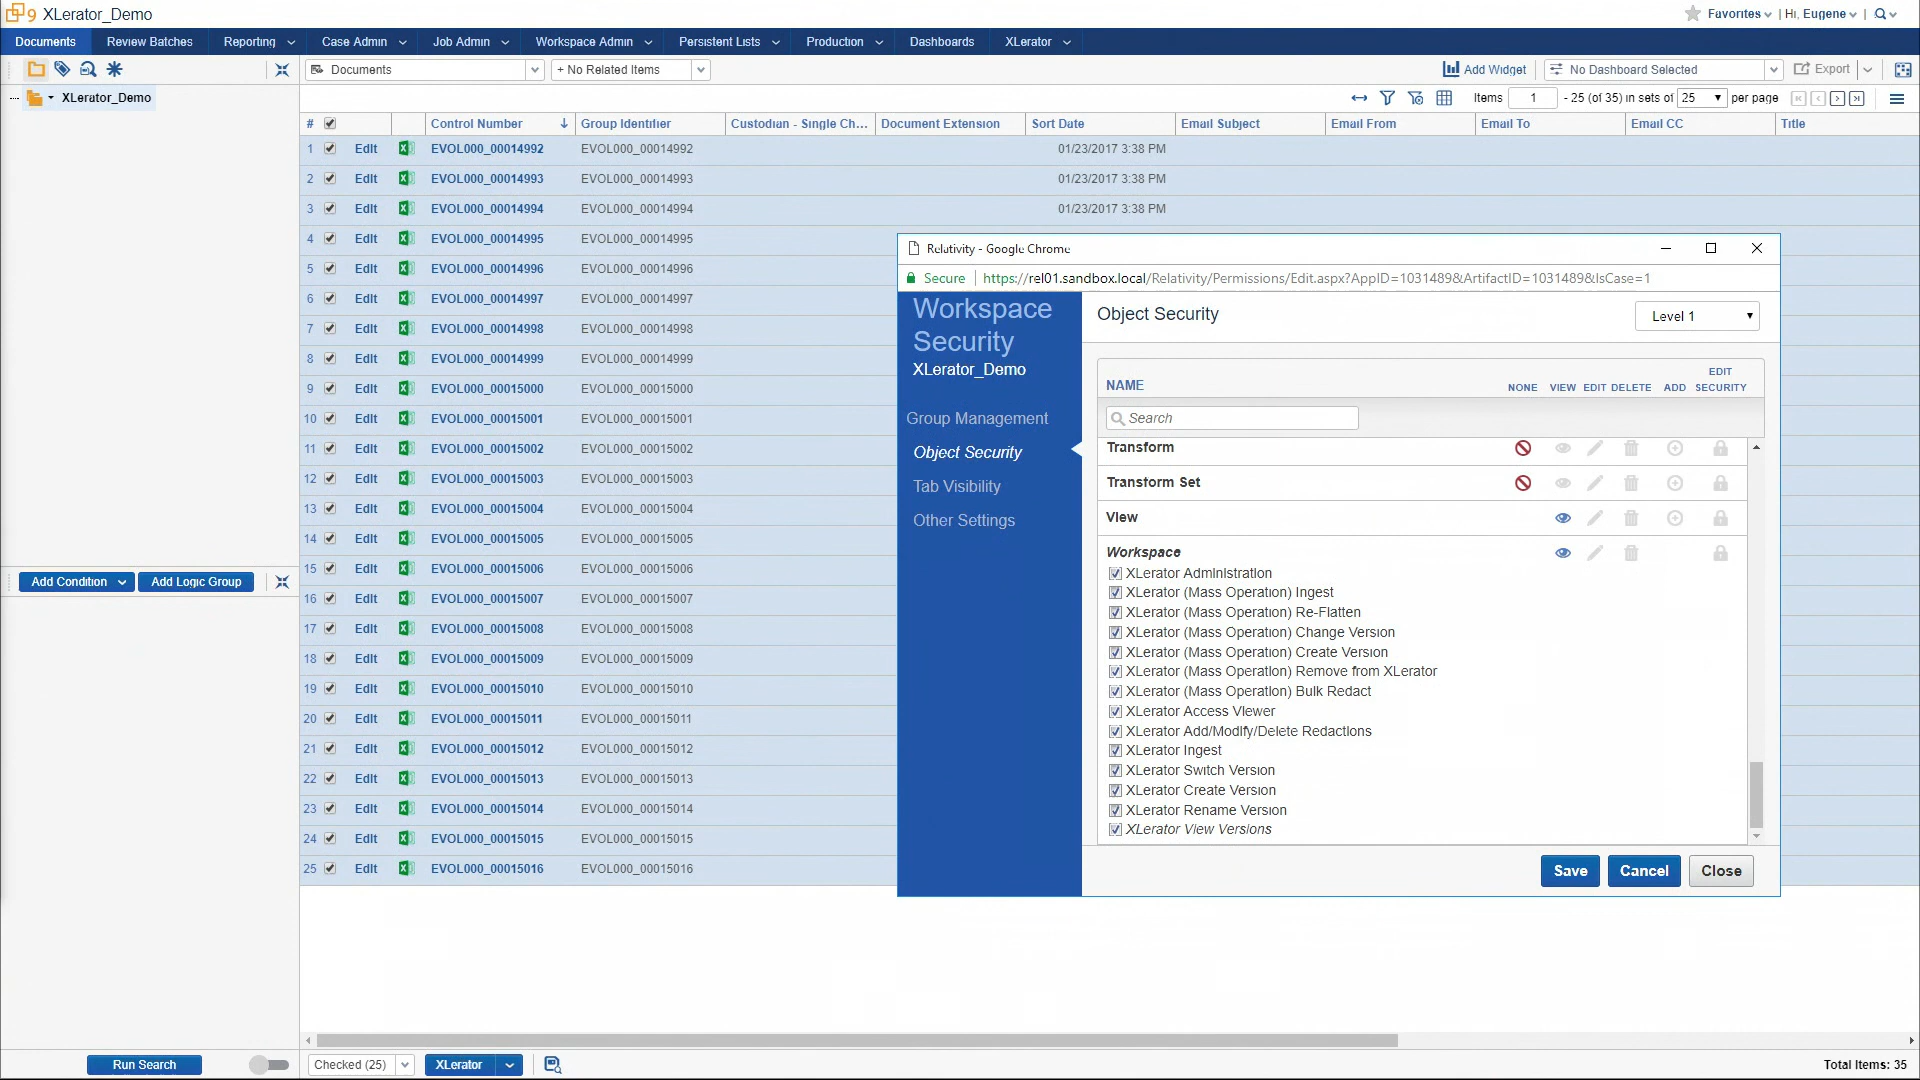 9 XLerator_Demo
Favorites | Hi, Eugene |
Documents Review Batches Reporting Case Admin Job Admin Workspace Admin Persistent Lists Production Dashboards XLerator
Documents + No Related Items Add Widget No Dashboard Selected Export
XLerator_Demo
Items 1 - 25 (of 35) in sets of 25 per page
# Control Number Group Identifier Custodian - Single Ch... Document Extension Sort Date Email Subject Email From Email To Email CC Title
1 Edit EVOL000_00014992 EVOL000_00014992 01/23/2017 3:38 PM
2 Edit EVOL000_00014993 EVOL000_00014993 01/23/2017 3:38 PM
3 Edit EVOL000_00014994 EVOL000_00014994 01/23/2017 3:38 PM
4 Edit EVOL000_00014995 EVOL000_00014995
5 Edit EVOL000_00014996 EVOL000_00014996
6 Edit EVOL000_00014997 EVOL000_00014997
7 Edit EVOL000_00014998 EVOL000_00014998
8 Edit EVOL000_00014999 EVOL000_00014999
9 Edit EVOL000_00015000 EVOL000_00015000
10 Edit EVOL000_00015001 EVOL000_00015001
11 Edit EVOL000_00015002 EVOL000_00015002
12 Edit EVOL000_00015003 EVOL000_00015003
13 Edit EVOL000_00015004 EVOL000_00015004
14 Edit EVOL000_00015005 EVOL000_00015005
15 Edit EVOL000_00015006 EVOL000_00015006
16 Edit EVOL000_00015007 EVOL000_00015007
17 Edit EVOL000_00015008 EVOL000_00015008
18 Edit EVOL000_00015009 EVOL000_00015009
19 Edit EVOL000_00015010 EVOL000_00015010
20 Edit EVOL000_00015011 EVOL000_00015011
21 Edit EVOL000_00015012 EVOL000_00015012
22 Edit EVOL000_00015013 EVOL000_00015013
23 Edit EVOL000_00015014 EVOL000_00015014
24 Edit EVOL000_00015015 EVOL000_00015015
25 Edit EVOL000_00015016 EVOL000_00015016
Relativity - Google Chrome
Secure | https://rel01.sandbox.local/Relativity/Permissions/Edit.aspx?AppID=1031489&ArtifactID=1031489&IsCase=1
Workspace
Security
XLerator_Demo
Group Management
Object Security
Tab Visibility
Other Settings
Object Security Level 1
NAME NONE VIEW EDIT DELETE ADD EDIT SECURITY
Search
Transform
Transform Set
View
Workspace
XLerator Administration
XLerator (Mass Operation) Ingest
XLerator (Mass Operation) Re-Flatten
XLerator (Mass Operation) Change Version
XLerator (Mass Operation) Create Version
XLerator (Mass Operation) Remove from XLerator
XLerator (Mass Operation) Bulk Redact
XLerator Access Viewer
XLerator Add/Modify/Delete Redactions
XLerator Ingest
XLerator Switch Version
XLerator Create Version
XLerator Rename Version
XLerator View Versions
Save Cancel Close
Add Condition Add Logic Group
Run Search Checked (25) XLerator Total Items: 35